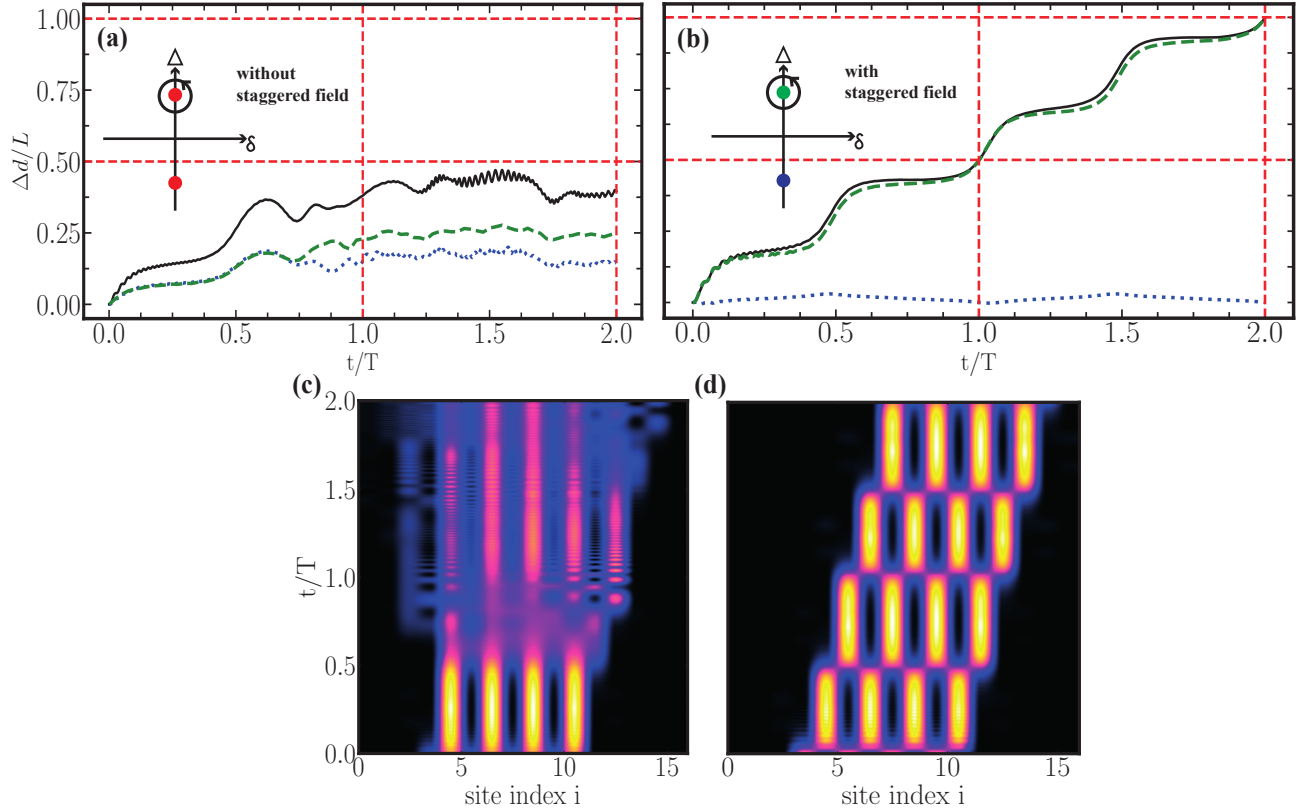 (a)
Δ
without
staggered field
δ
Δd/L
1.00
0.75
0.50
0.25
0.00
0.0
0.5
1.0
1.5
2.0
t/T
(b)
Δ
with
staggered field
δ
0.0
0.5
1.0
1.5
2.0
t/T
(c)
t/T
2.0
1.5
1.0
0.5
0.0
0
5
10
15
site index i
(d)
0
5
10
15
site index i